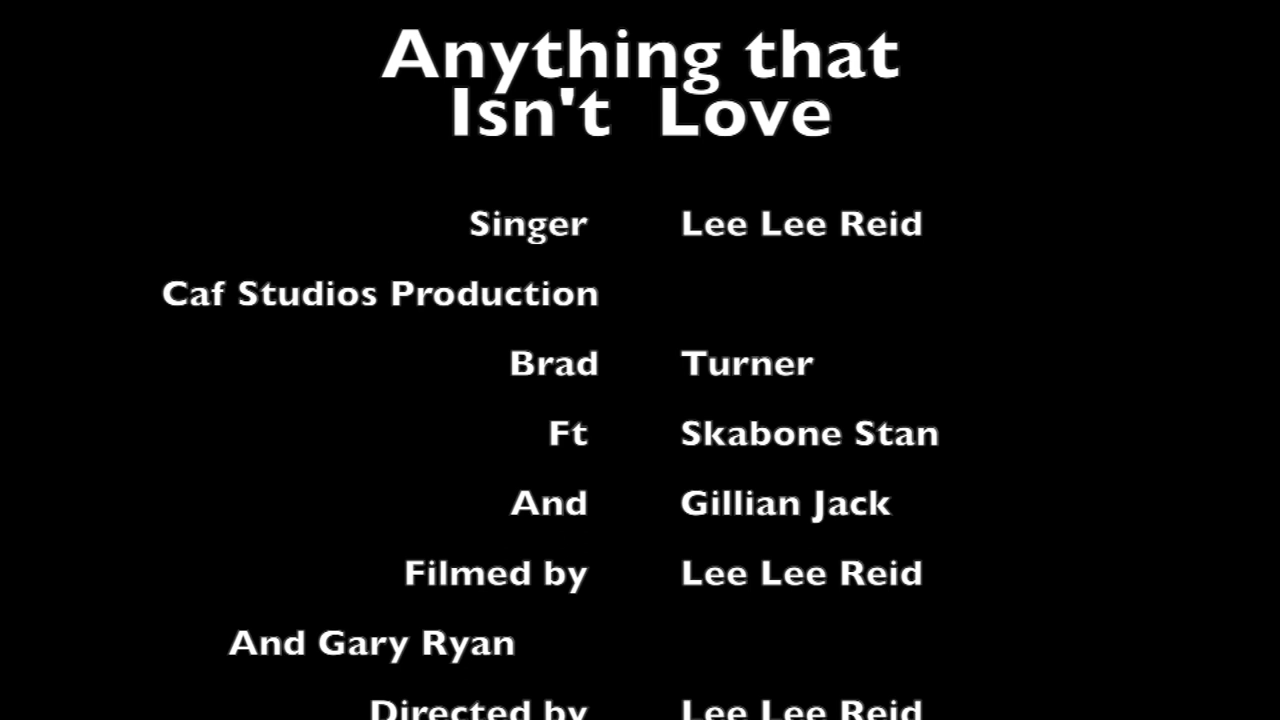 Anything that
Isn't Love
Singer Lee Lee Reid
Caf Studios Production
Brad Turner
Ft Skabone Stan
And Gillian Jack
Filmed by Lee Lee Reid
And Gary Ryan
Directed by Lee Lee Reid